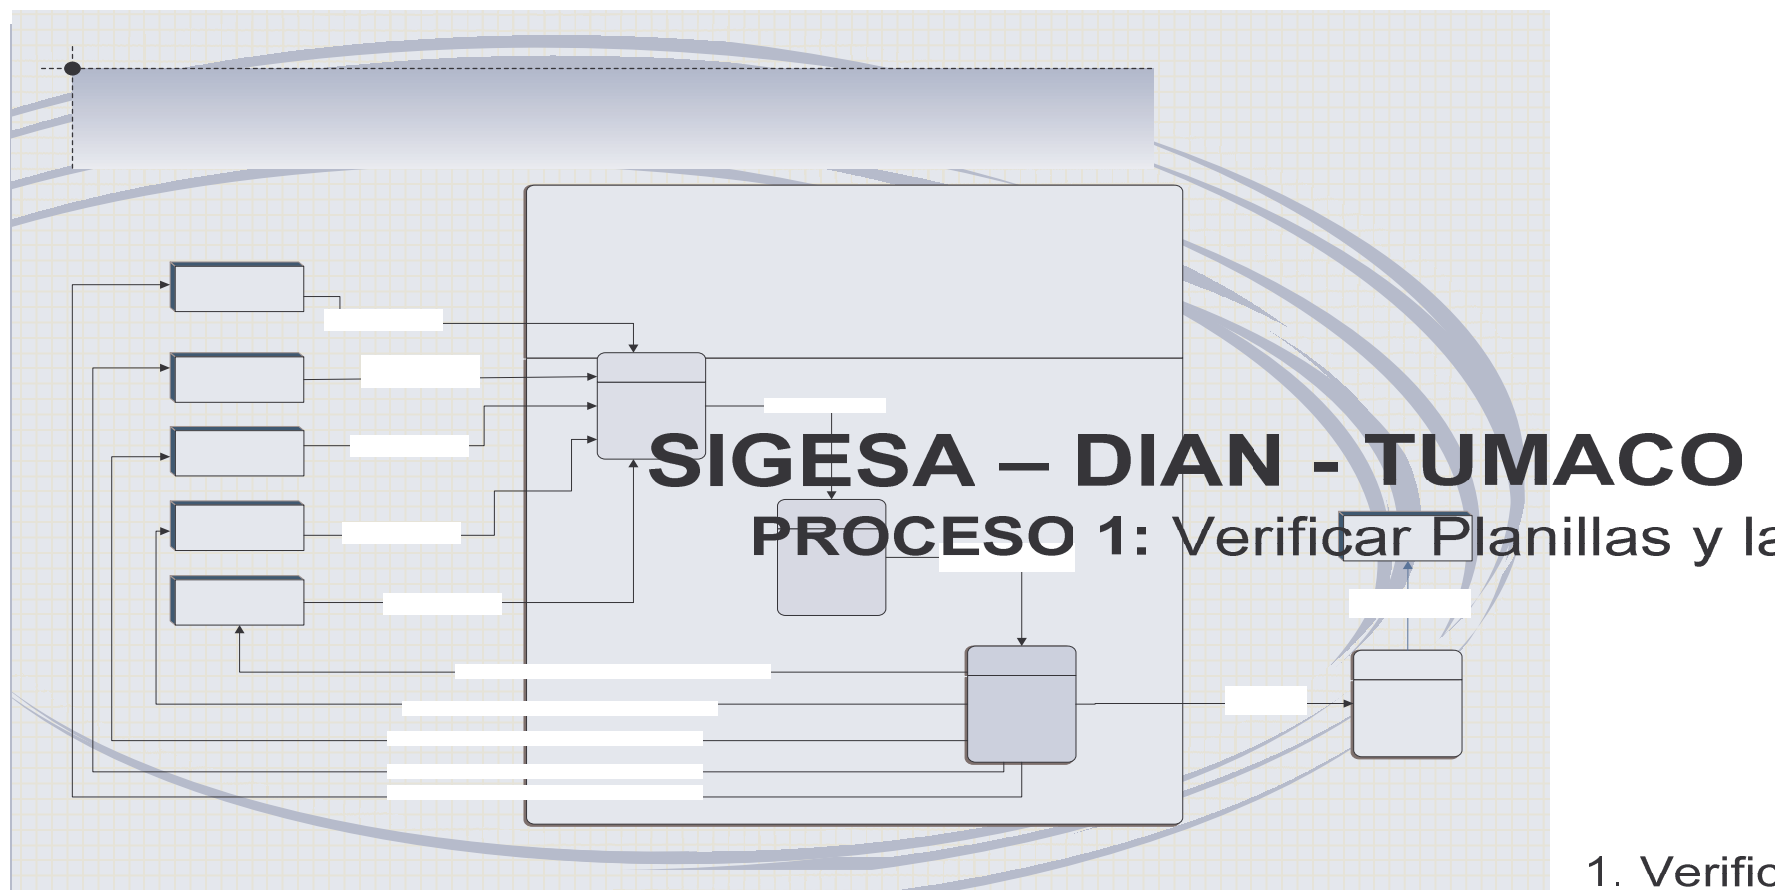 SIGESA – DIAN - TUMACO
PROCESO 1: Verificar Planillas y la
1. Verific